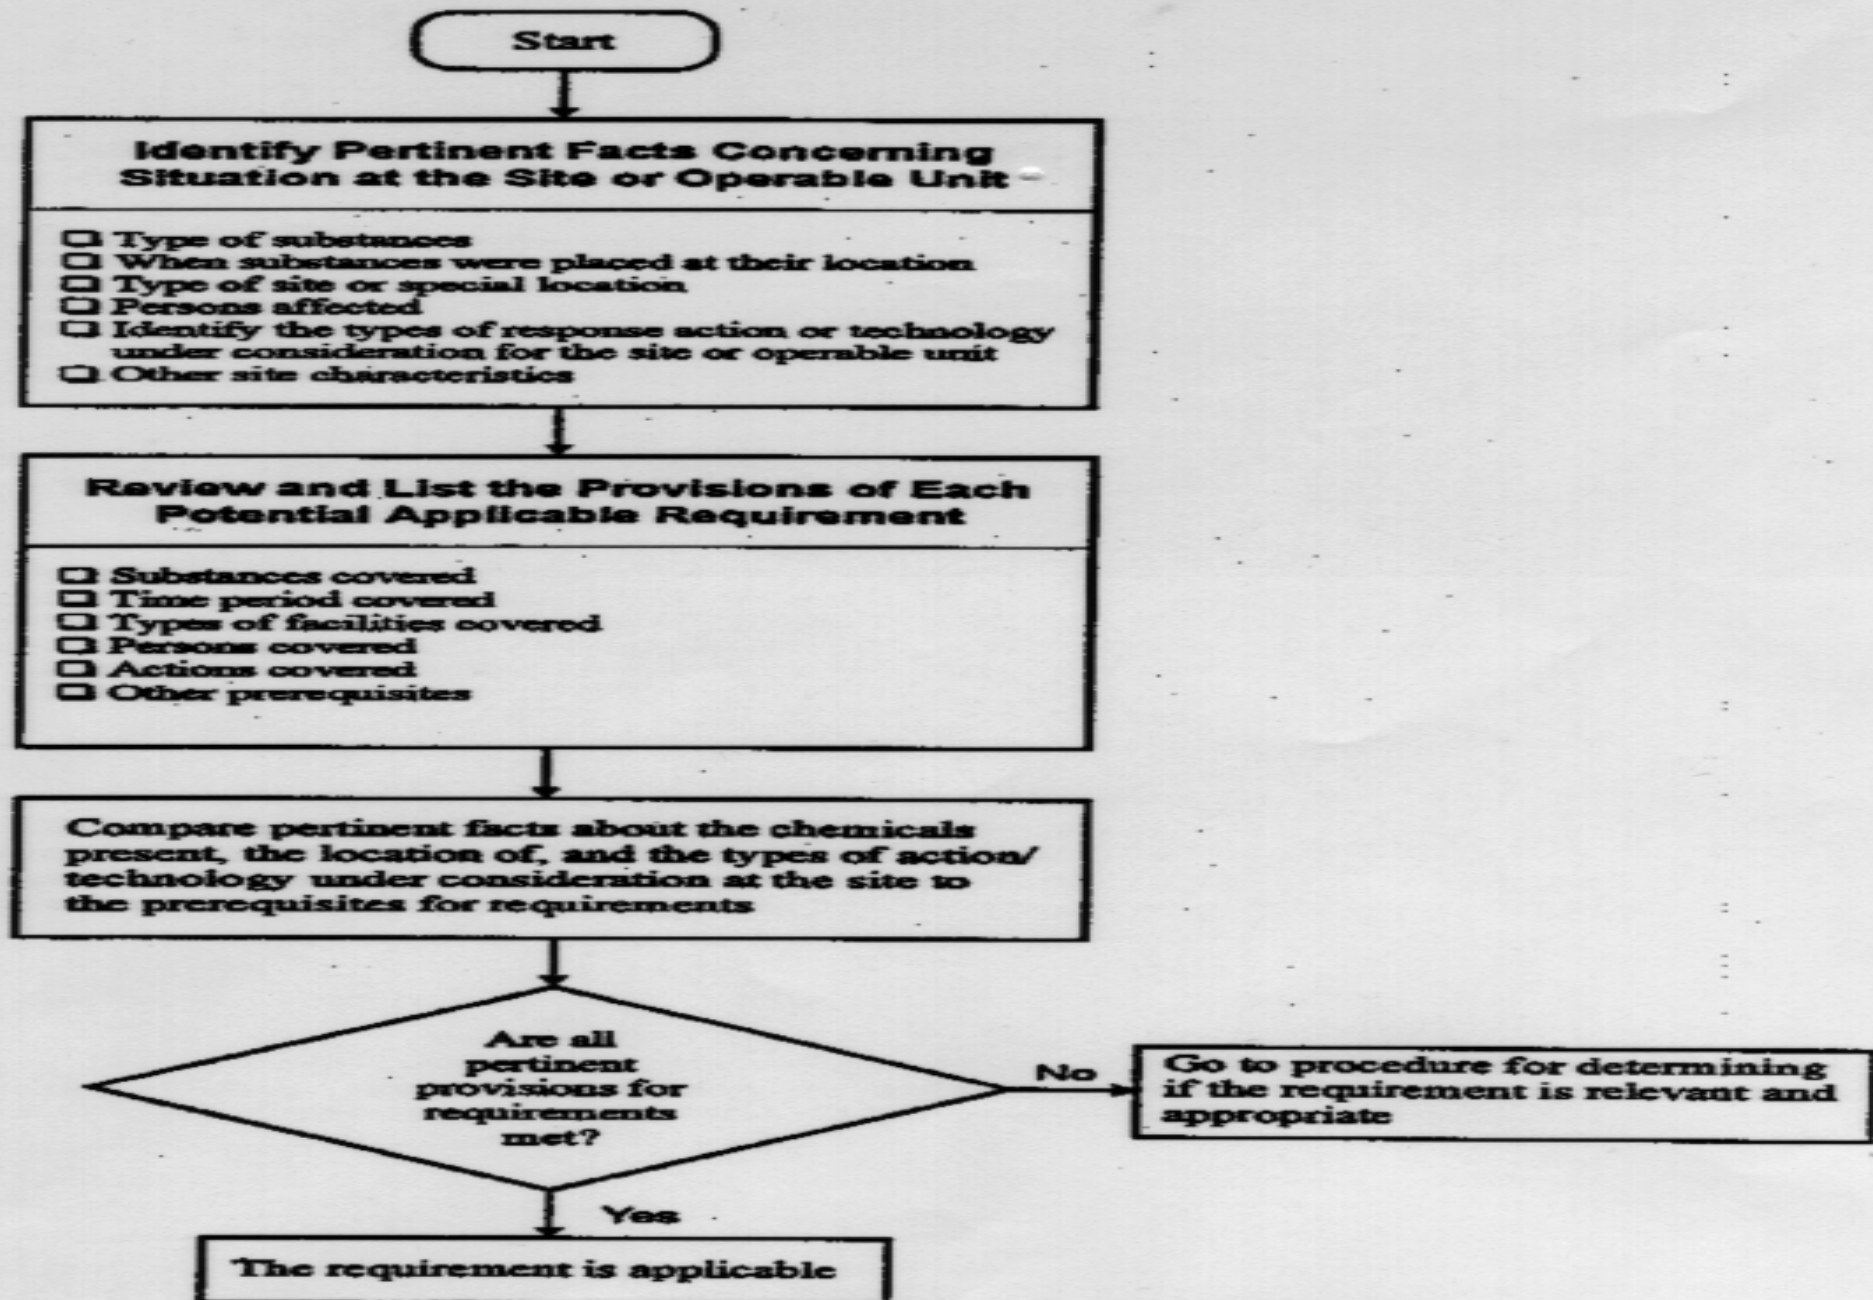 Start
Identify Pertinent Facts Concerning
Situation at the Site or Operable Unit
❑ Type of substances
❑ When substances were placed at their location
❑ Type of site or special location
❑ Persons affected
❑ Identify the types of response action or technology
under consideration for the site or operable unit
❑ Other site characteristics
Review and List the Provisions of Each
Potential Applicable Requirement
❑ Substances covered
❑ Time period covered
❑ Types of facilities covered
❑ Persons covered
❑ Actions covered
❑ Other prerequisites
Compare pertinent facts about the chemicals
present, the location of, and the types of action/
technology under consideration at the site to
the prerequisites for requirements
Are all
pertinent
provisions for
requirements
met?
No
Go to procedure for determining
if the requirement is relevant and
appropriate
Yes
The requirement is applicable